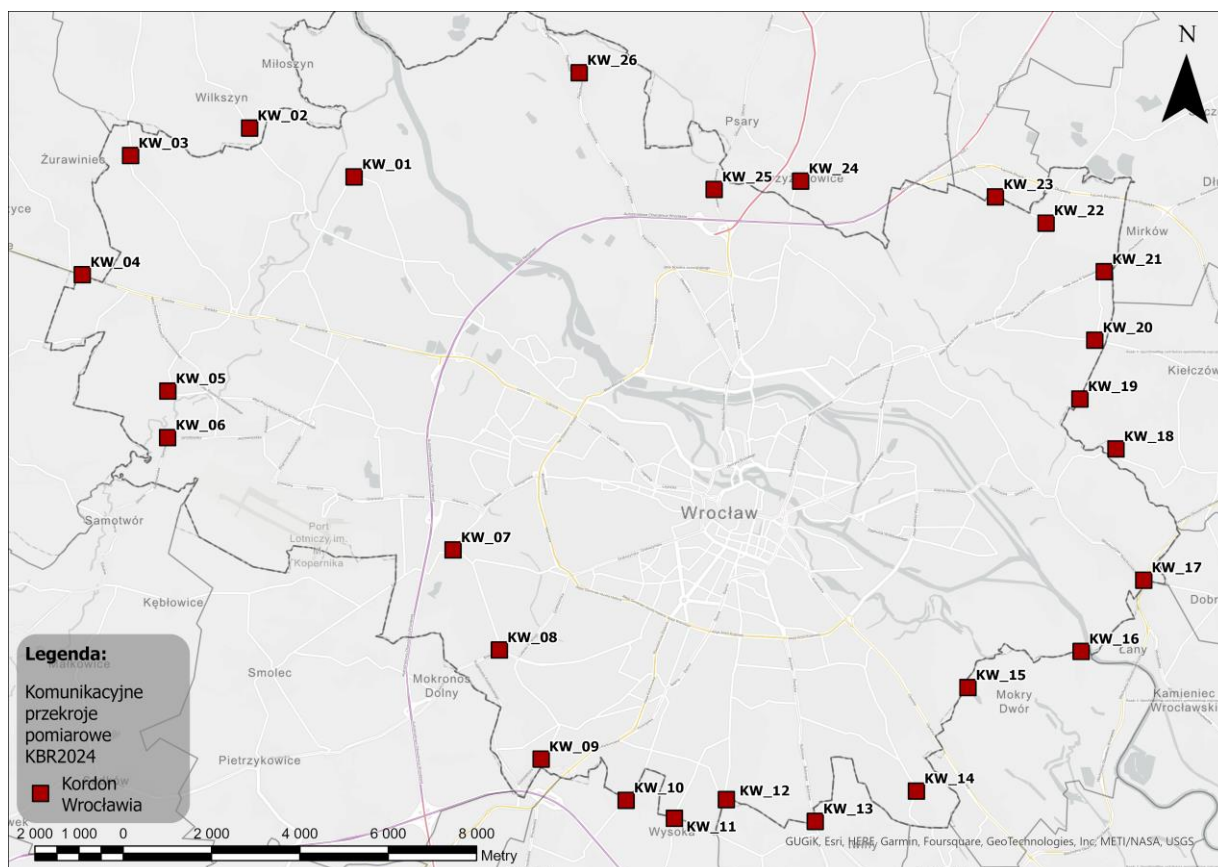 N
KW_26
Miłoszyn
Wilkszyn
KW_02
Psary
KW_03
Żurawiniec
KW_01
KW_24
KW_25
KW_23
KW_22
Mirków
KW_04
KW_21
KW_20
Kiełczów
KW_05
KW_19
KW_06
KW_18
Samotwór
Wrocław
Port
Lotniczy im.
Kopernika
KW_07
KW_17
Kębłowice
KW_08
KW_16
Łany
Legenda:
Smolec
Mokronos
Dolny
KW_15
Mokry
Dwór
Kamieniec
Wrocławski
Komunikacyjne
przekroje
pomiarowe
KBR2024
Pietrzykowice
KW_09
Kordon
Wrocławia
KW_10
KW_12
KW_14
KW_13
KW_11
Wysoka
2 000 1 000 0 2 000 4 000 6 000 8 000
Metry
GUGiK, Esri, HERE, Garmin, Foursquare, GeoTechnologies, Inc, METI/NASA, USGS